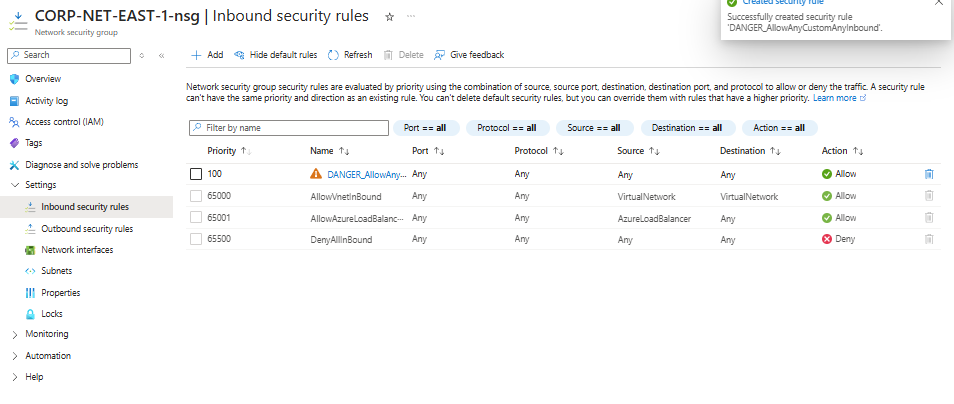 CORP-NET-EAST-1-nsg | Inbound security rules
Network security group
Created security rule
Successfully created security rule
'DANGER_AllowAnyCustomAnyInbound'.
Search
Overview
Activity log
Access control (IAM)
Tags
Diagnose and solve problems
Settings
Inbound security rules
Outbound security rules
Network interfaces
Subnets
Properties
Locks
Monitoring
Automation
Help
Add Hide default rules Refresh Delete Give feedback
Network security group security rules are evaluated by priority using the combination of source, source port, destination, destination port, and protocol to allow or deny the traffic. A security
rule can't have the same priority and direction as an existing rule. You can't delete default security rules, but you can override them with rules that have a higher priority. Learn more
Filter by name
Port == all Protocol == all Source == all Destination == all Action == all
Priority Name Port Protocol Source Destination Action
100 DANGER_AllowAny... Any Any Any Any Allow
65000 AllowVnetInBound Any Any VirtualNetwork VirtualNetwork Allow
65001 AllowAzureLoadBalanc... Any Any AzureLoadBalancer Any Allow
65500 DenyAllInBound Any Any Any Any Deny